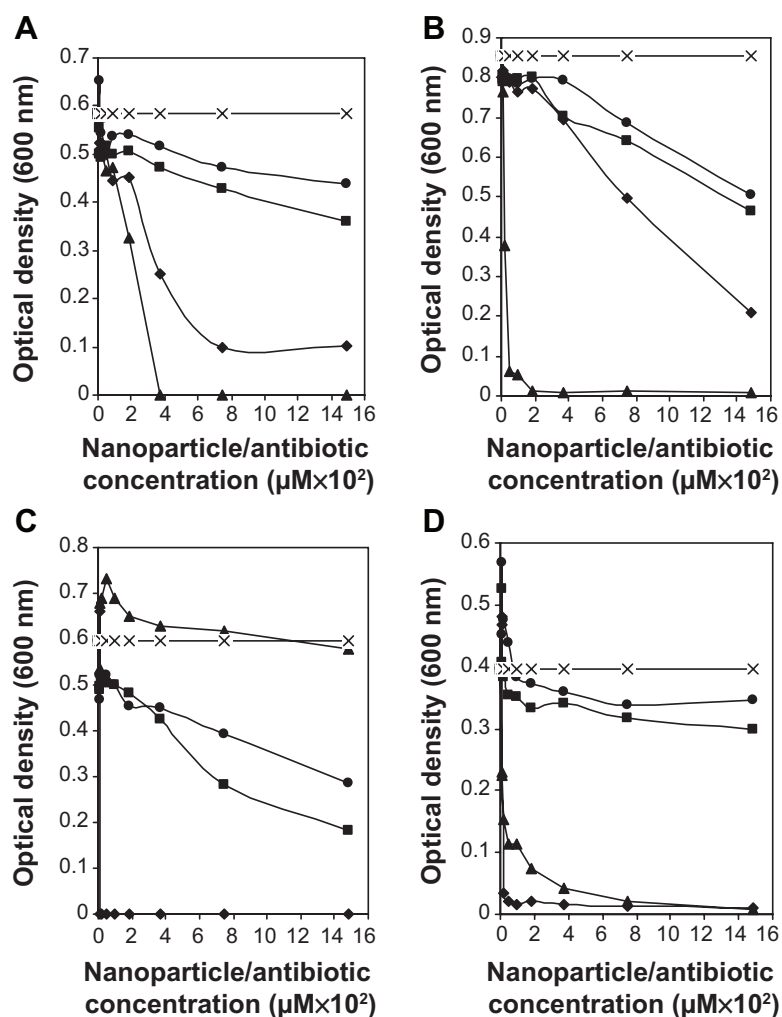 A
0.7
0.6
0.5
0.4
0.3
0.2
0.1
0
0 2 4 6 8 10 12 14 16
Optical density (600 nm)
Nanoparticle/antibiotic
concentration (µM×10²)
B
0.9
0.8
0.7
0.6
0.5
0.4
0.3
0.2
0.1
0
0 2 4 6 8 10 12 14 16
Optical density (600 nm)
Nanoparticle/antibiotic
concentration (µM×10²)
C
0.8
0.7
0.6
0.5
0.4
0.3
0.2
0.1
0
0 2 4 6 8 10 12 14 16
Optical density (600 nm)
Nanoparticle/antibiotic
concentration (µM×10²)
D
0.6
0.5
0.4
0.3
0.2
0.1
0
0 2 4 6 8 10 12 14 16
Optical density (600 nm)
Nanoparticle/antibiotic
concentration (µM×10²)